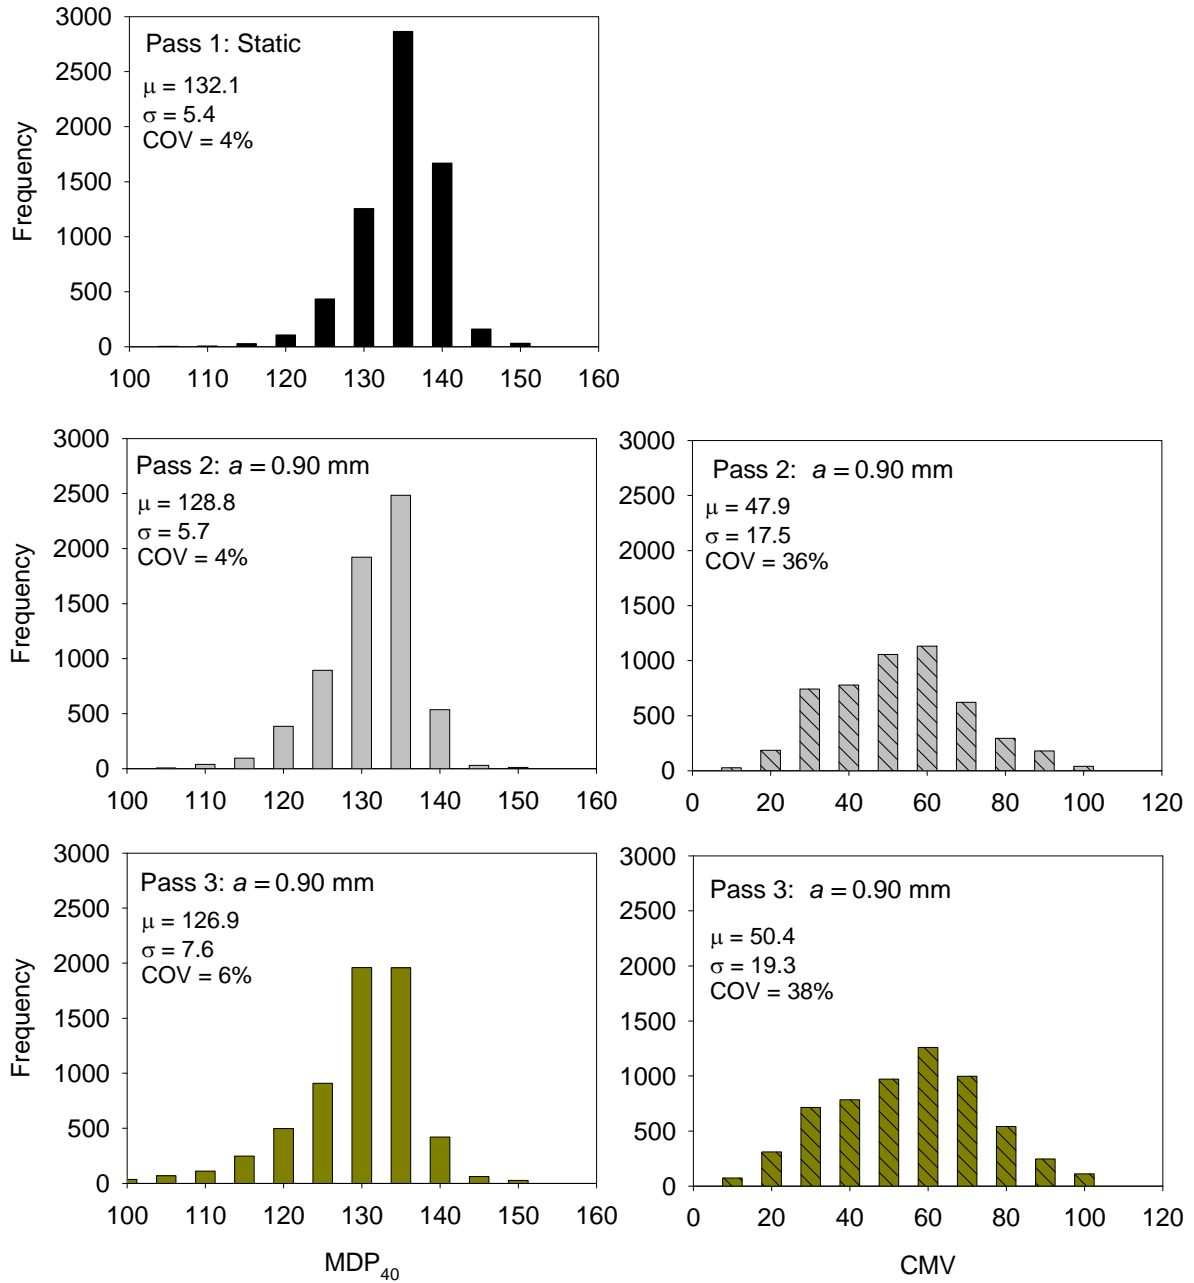 3000
Pass 1: Static
2500
μ = 132.1
σ = 5.4
2000
COV = 4%
Frequency
1500
1000
500
0
100 110 120 130 140 150 160
3000
Pass 2: a = 0.90 mm
2500
μ = 128.8
σ = 5.7
2000
COV = 4%
Frequency
1500
1000
500
0
100 110 120 130 140 150 160
3000
Pass 2: a = 0.90 mm
2500
μ = 47.9
σ = 17.5
2000
COV = 36%
1500
1000
500
0
0 20 40 60 80 100 120
3000
Pass 3: a = 0.90 mm
2500
μ = 126.9
σ = 7.6
2000
COV = 6%
Frequency
1500
1000
500
0
100 110 120 130 140 150 160
MDP40
3000
Pass 3: a = 0.90 mm
2500
μ = 50.4
σ = 19.3
2000
COV = 38%
1500
1000
500
0
0 20 40 60 80 100 120
CMV